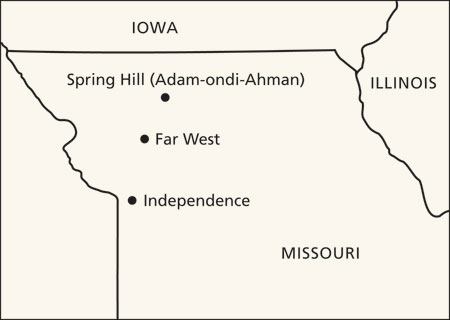 IOWA
Spring Hill (Adam-ondi-Ahman)
ILLINOIS
Far West
Independence
MISSOURI